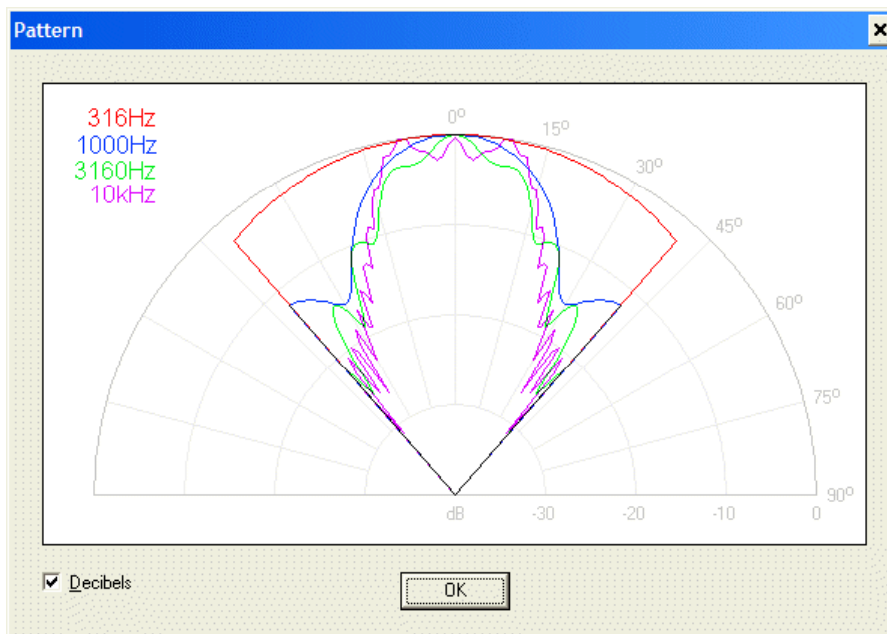 Pattern
316Hz
1000Hz
3160Hz
10kHz
0º
15º
30º
45º
60º
75º
90º
dB -30 -20 -10 0
Decibels
OK